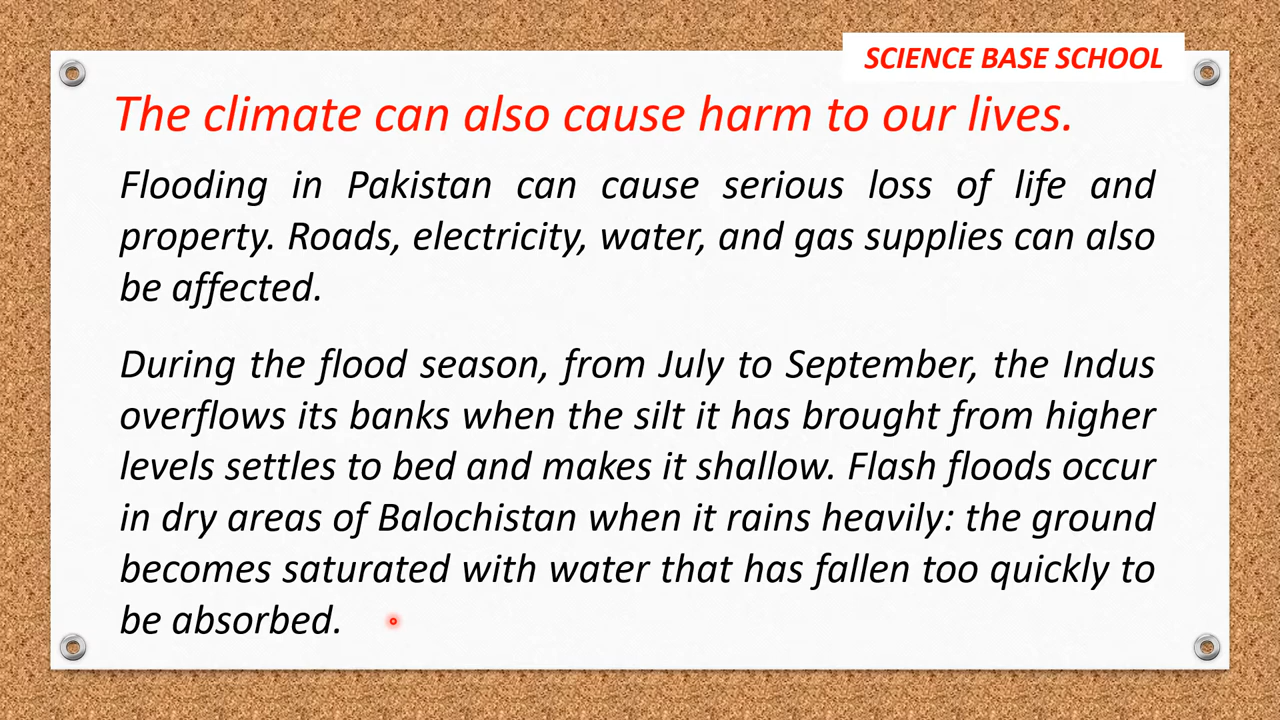 SCIENCE BASE SCHOOL
The climate can also cause harm to our lives.
Flooding in Pakistan can cause serious loss of life and
property. Roads, electricity, water, and gas supplies can also
be affected.
During the flood season, from July to September, the Indus
overflows its banks when the silt it has brought from higher
levels settles to bed and makes it shallow. Flash floods occur
in dry areas of Balochistan when it rains heavily: the ground
becomes saturated with water that has fallen too quickly to
be absorbed.